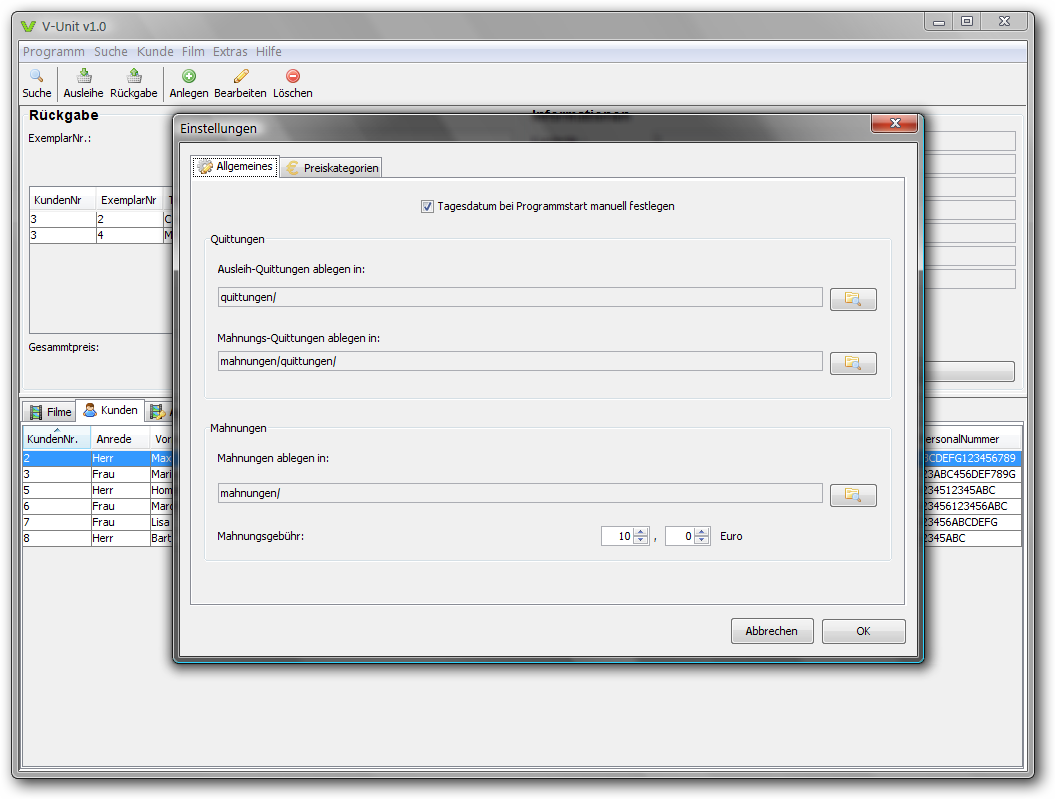 V-Unit v1.0
Programm Suche Kunde Film Extras Hilfe
Suche Ausleihe Rückgabe Anlegen Bearbeiten Löschen
Rückgabe
ExemplarNr.:
KundenNr ExemplarNr
3 2
3 4
Gesammtpreis:
Einstellungen
Allgemeines Preiskategorien
Tagesdatum bei Programmstart manuell festlegen
Quittungen
Ausleih-Quittungen ablegen in:
quittungen/
Mahnungs-Quittungen ablegen in:
mahnungen/quittungen/
Mahnungen
Mahnungen ablegen in:
mahnungen/
Mahnungsgebühr: 10 , 0 Euro
Abbrechen OK
Filme Kunden
KundenNr. Anrede Vor ersonalNummer
2 Herr Max BCDEFG123456789
3 Frau Mari 23ABC456DEF789G
5 Herr Hom 234512345ABC
6 Frau Marg 23456123456ABC
7 Frau Lisa 23456ABCDEFG
8 Herr Bart 2345ABC